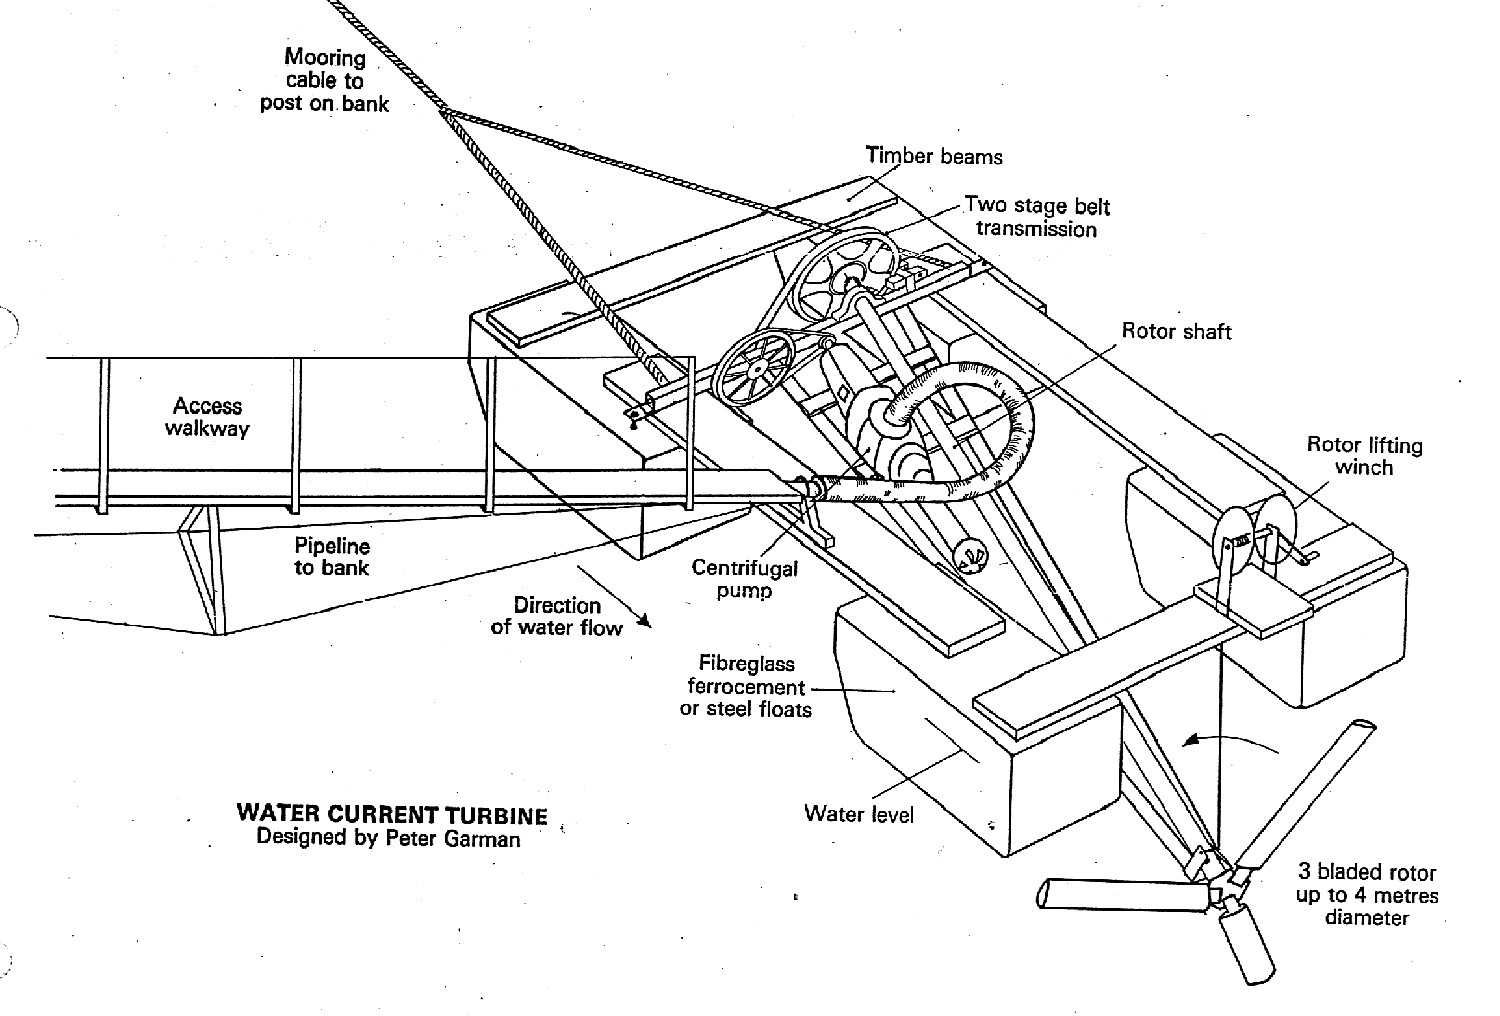 Mooring
cable to
post on bank
Timber beams
Two stage belt
transmission
Rotor shaft
Access
walkway
Rotor lifting
winch
Pipeline
to bank
Centrifugal
pump
Direction
of water flow
Fibreglass
ferrocement
or steel floats
Water level
WATER CURRENT TURBINE
Designed by Peter Garman
3 bladed rotor
up to 4 metres
diameter